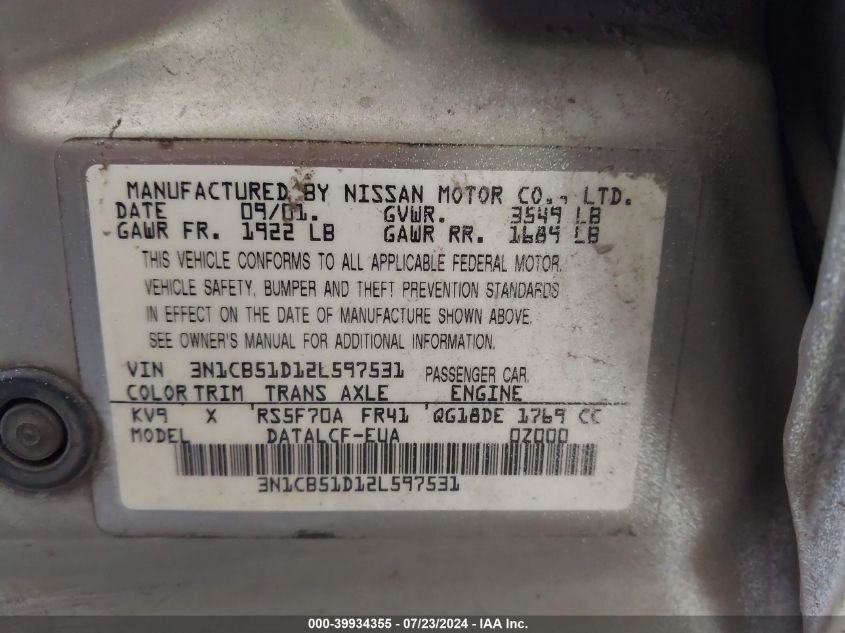 MANUFACTURED BY NISSAN MOTOR CO., LTD.
DATE 09/01. GVWR. 3549 LB
GAWR FR. 1922 LB GAWR RR. 1689 LB
THIS VEHICLE CONFORMS TO ALL APPLICABLE FEDERAL MOTOR
VEHICLE SAFETY, BUMPER AND THEFT PREVENTION STANDARDS
IN EFFECT ON THE DATE OF MANUFACTURE SHOWN ABOVE.
SEE OWNER'S MANUAL FOR ADDITIONAL INFORMATION.
VIN 3N1CB51D12L597531 PASSENGER CAR
COLOR TRIM TRANS AXLE ENGINE
KV9 X RS5F70A FR41 QG18DE 1769 CC
MODEL DATALCF-EUA 0Z000
3N1CB51D12L597531
000-39934355 - 07/23/2024 - IAA Inc.